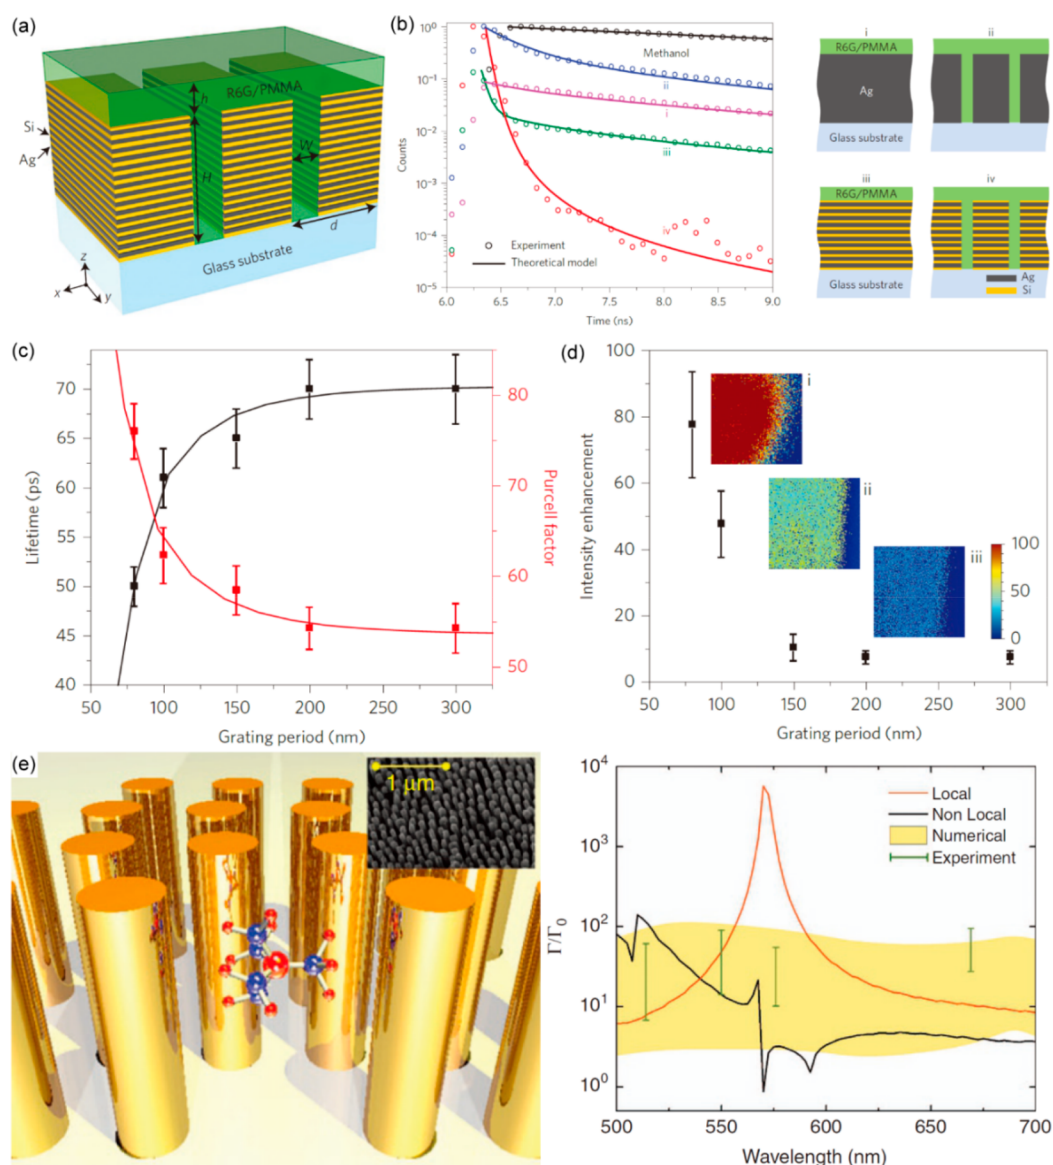 (a)
R6G/PMMA
h
Si
Ag
W
H
d
Glass substrate
z
x
y
(b)
10⁰
10⁻¹
10⁻²
10⁻³
10⁻⁴
10⁻⁵
Counts
Methanol
ii
i
iii
iv
Experiment
Theoretical model
6.0 6.5 7.0 7.5 8.0 8.5 9.0
Time (ns)
i ii
R6G/PMMA
Ag
Glass substrate
iii iv
R6G/PMMA
Glass substrate
Ag
Si
(c)
Lifetime (ps)
70
65
60
55
50
45
40
80
70
60
50
Purcell factor
50 100 150 200 250 300
Grating period (nm)
(d)
Intensity enhancement
100
80
60
40
20
0
i
ii
iii
100
50
0
50 100 150 200 250 300
Grating period (nm)
(e)
1 μm
Γ/Γ₀
10⁴
10³
10²
10¹
10⁰
Local
Non Local
Numerical
Experiment
500 550 600 650 700
Wavelength (nm)